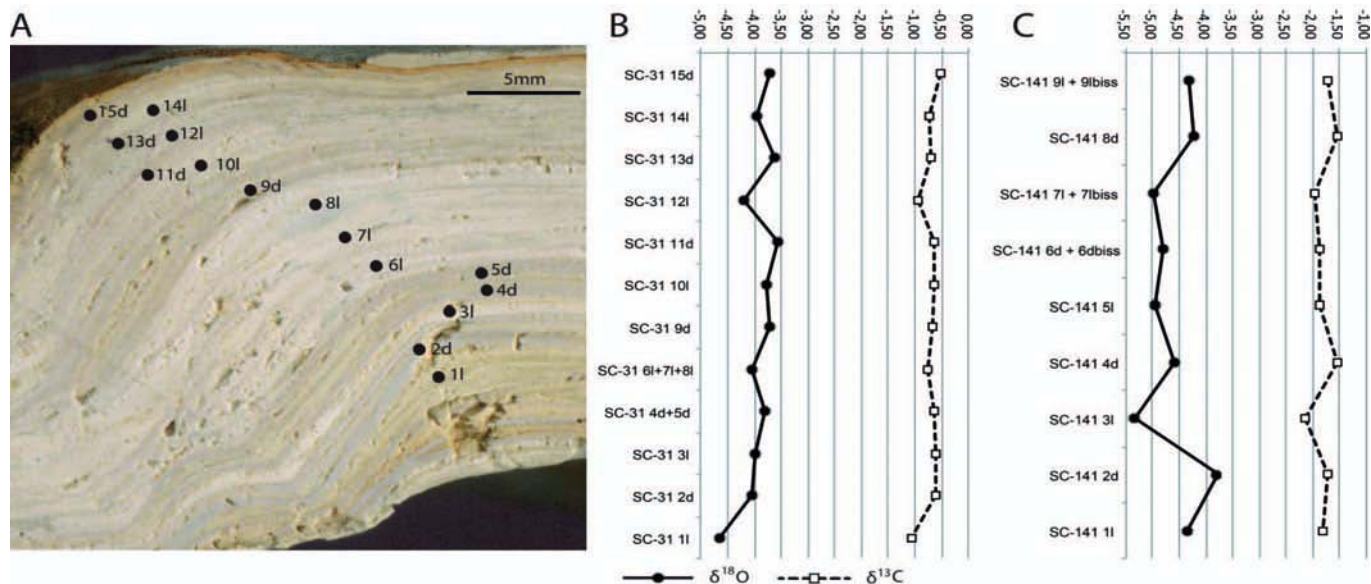 A
5mm
15d
14l
13d
12l
11d
10l
9d
8l
7l
6l
5d
4d
3l
2d
1l
B
-5,00
-4,50
-4,00
-3,50
-3,00
-2,50
-2,00
-1,50
-1,00
-0,50
0,00
SC-31 15d
SC-31 14l
SC-31 13d
SC-31 12l
SC-31 11d
SC-31 10l
SC-31 9d
SC-31 6l+7l+8l
SC-31 4d+5d
SC-31 3l
SC-31 2d
SC-31 1l
C
-5,50
-5,00
-4,50
-4,00
-3,50
-3,00
-2,50
-2,00
-1,50
-1,00
-0,50
0,00
SC-141 9l + 9lbiss
SC-141 8d
SC-141 7l + 7lbiss
SC-141 6d + 6dbiss
SC-141 5l
SC-141 4d
SC-141 3l
SC-141 2d
SC-141 1l
δ18O δ13C